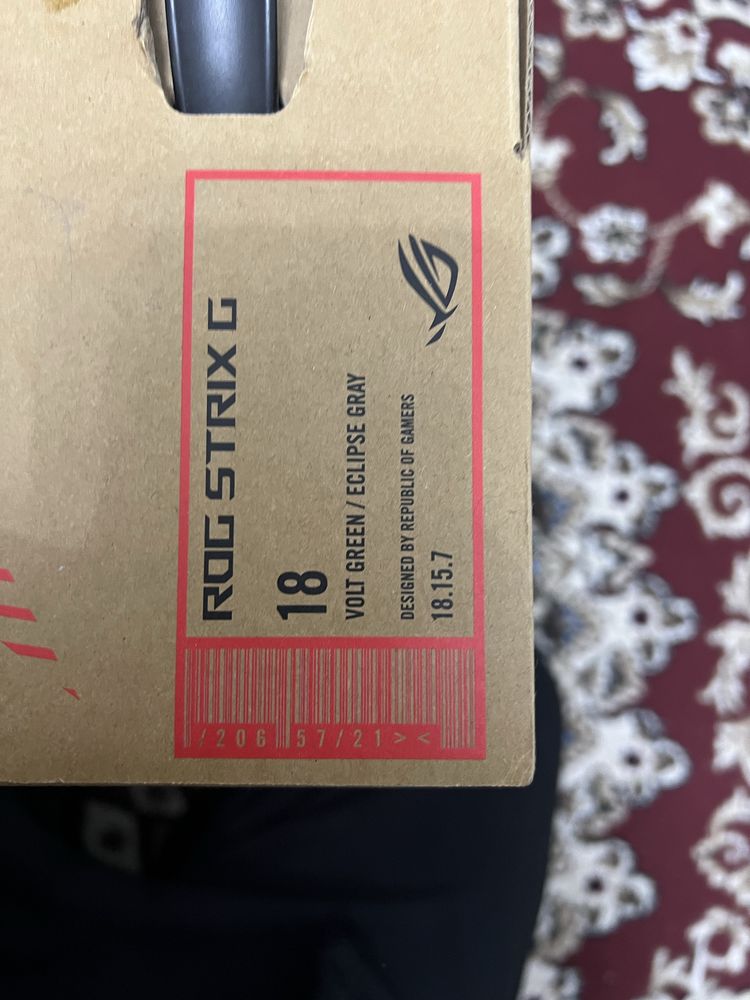 ROG STRIX G
18
VOLT GREEN / ECLIPSE GRAY
DESIGNED BY REPUBLIC OF GAMERS
18.15.7
/206 57/21 > <